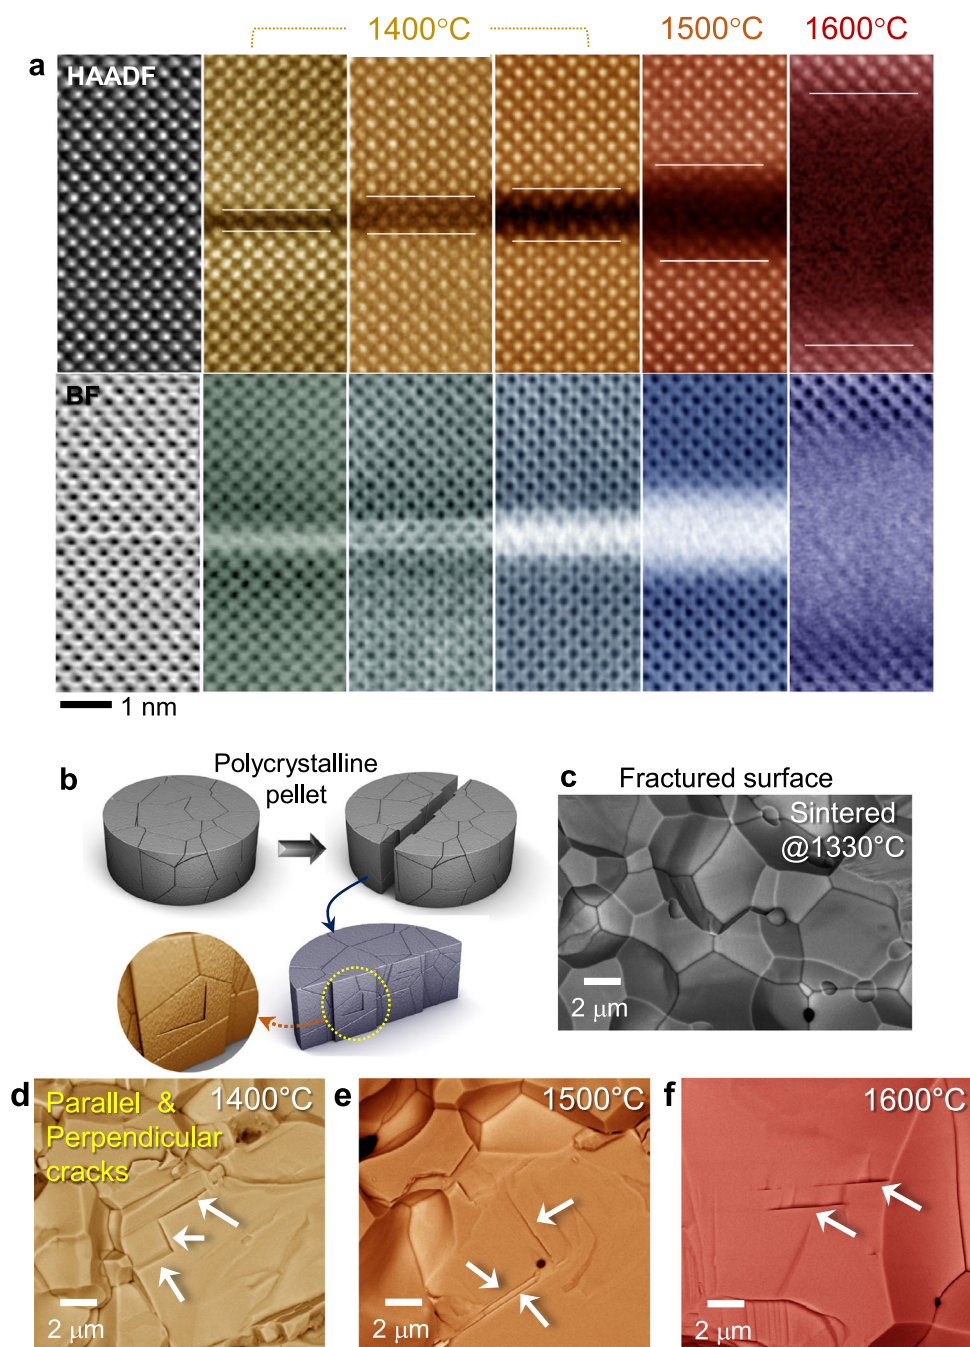 1400°C
1500°C
1600°C
a
HAADF
BF
1 nm
b
Polycrystalline
pellet
c
Fractured surface
Sintered
@1330°C
2 μm
d
Parallel &
Perpendicular
cracks
1400°C
2 μm
e
1500°C
2 μm
f
1600°C
2 μm